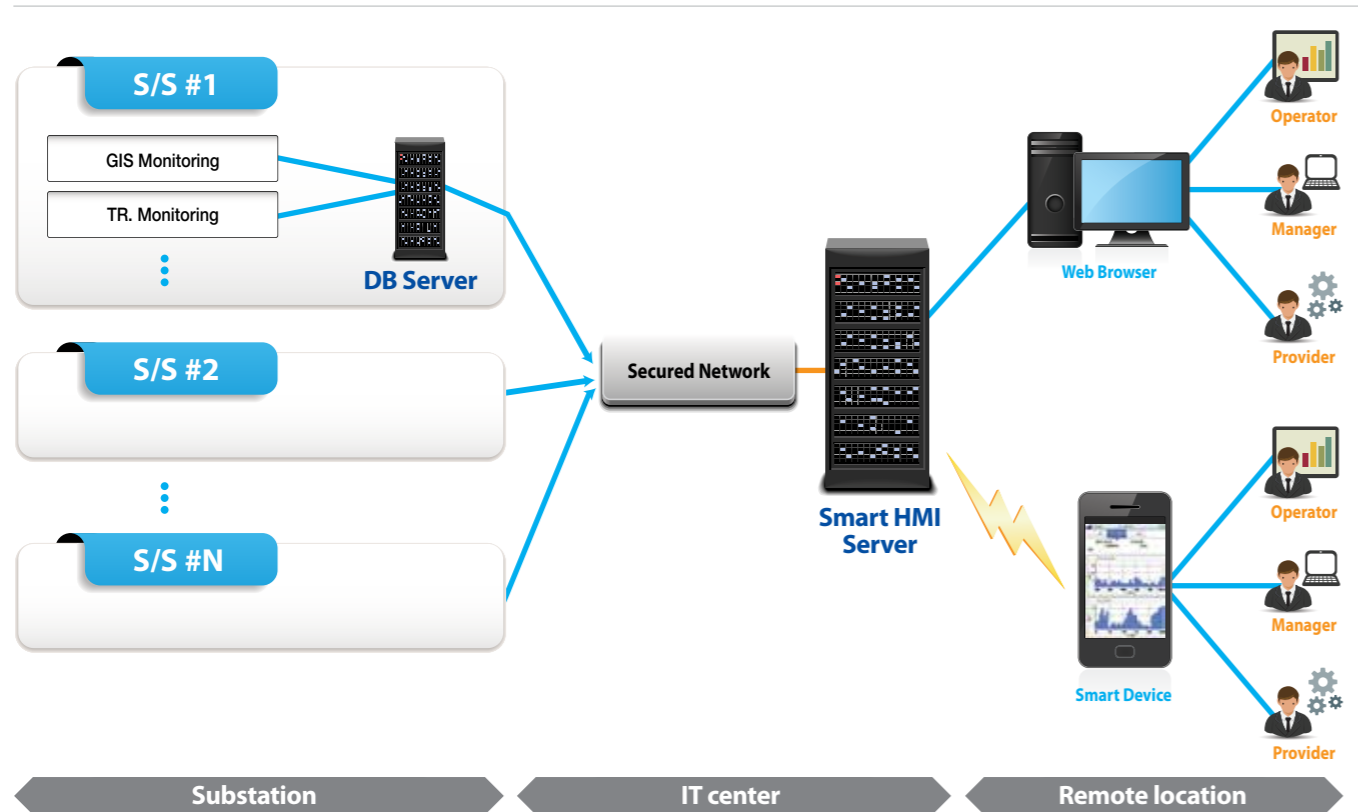 S/S #1
GIS Monitoring
TR. Monitoring
DB Server
S/S #2
S/S #N
Secured Network
Smart HMI
Server
Web Browser
Operator
Manager
Provider
Smart Device
Operator
Manager
Provider
Substation
IT center
Remote location